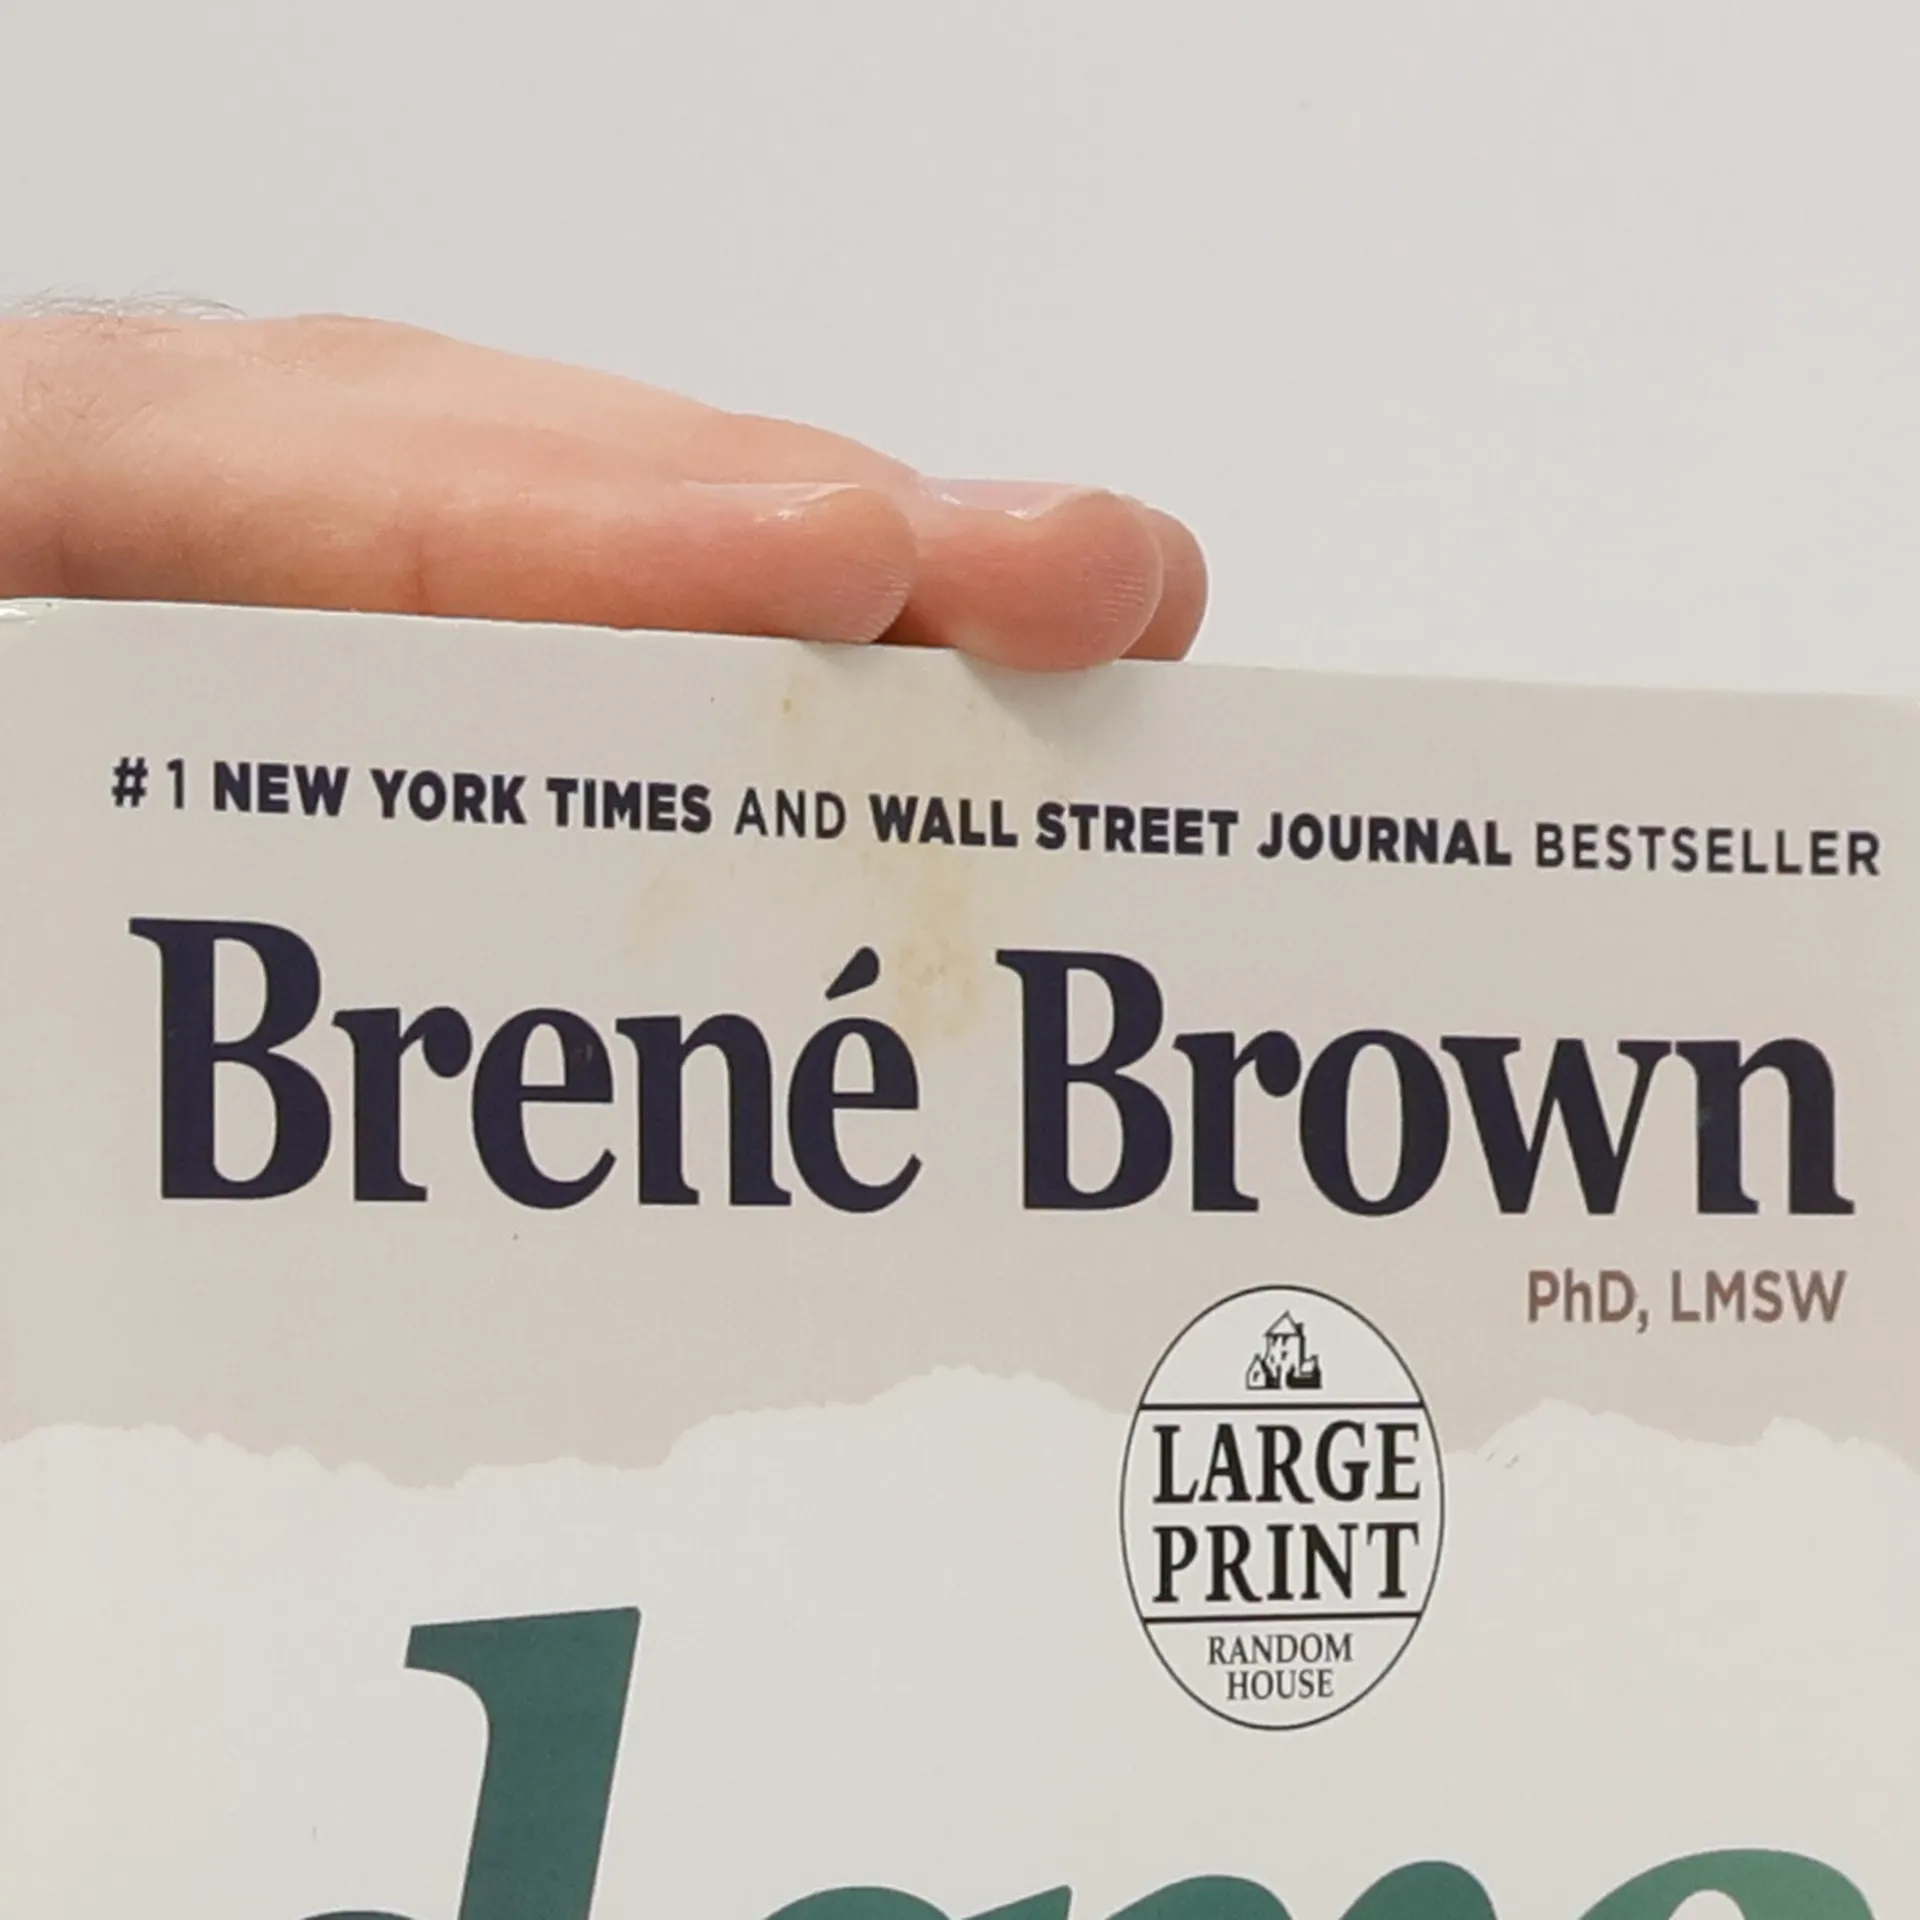 # 1 NEW YORK TIMES AND WALL STREET JOURNAL BESTSELLER
Brené Brown
PhD, LMSW
LARGE
PRINT
RANDOM
HOUSE